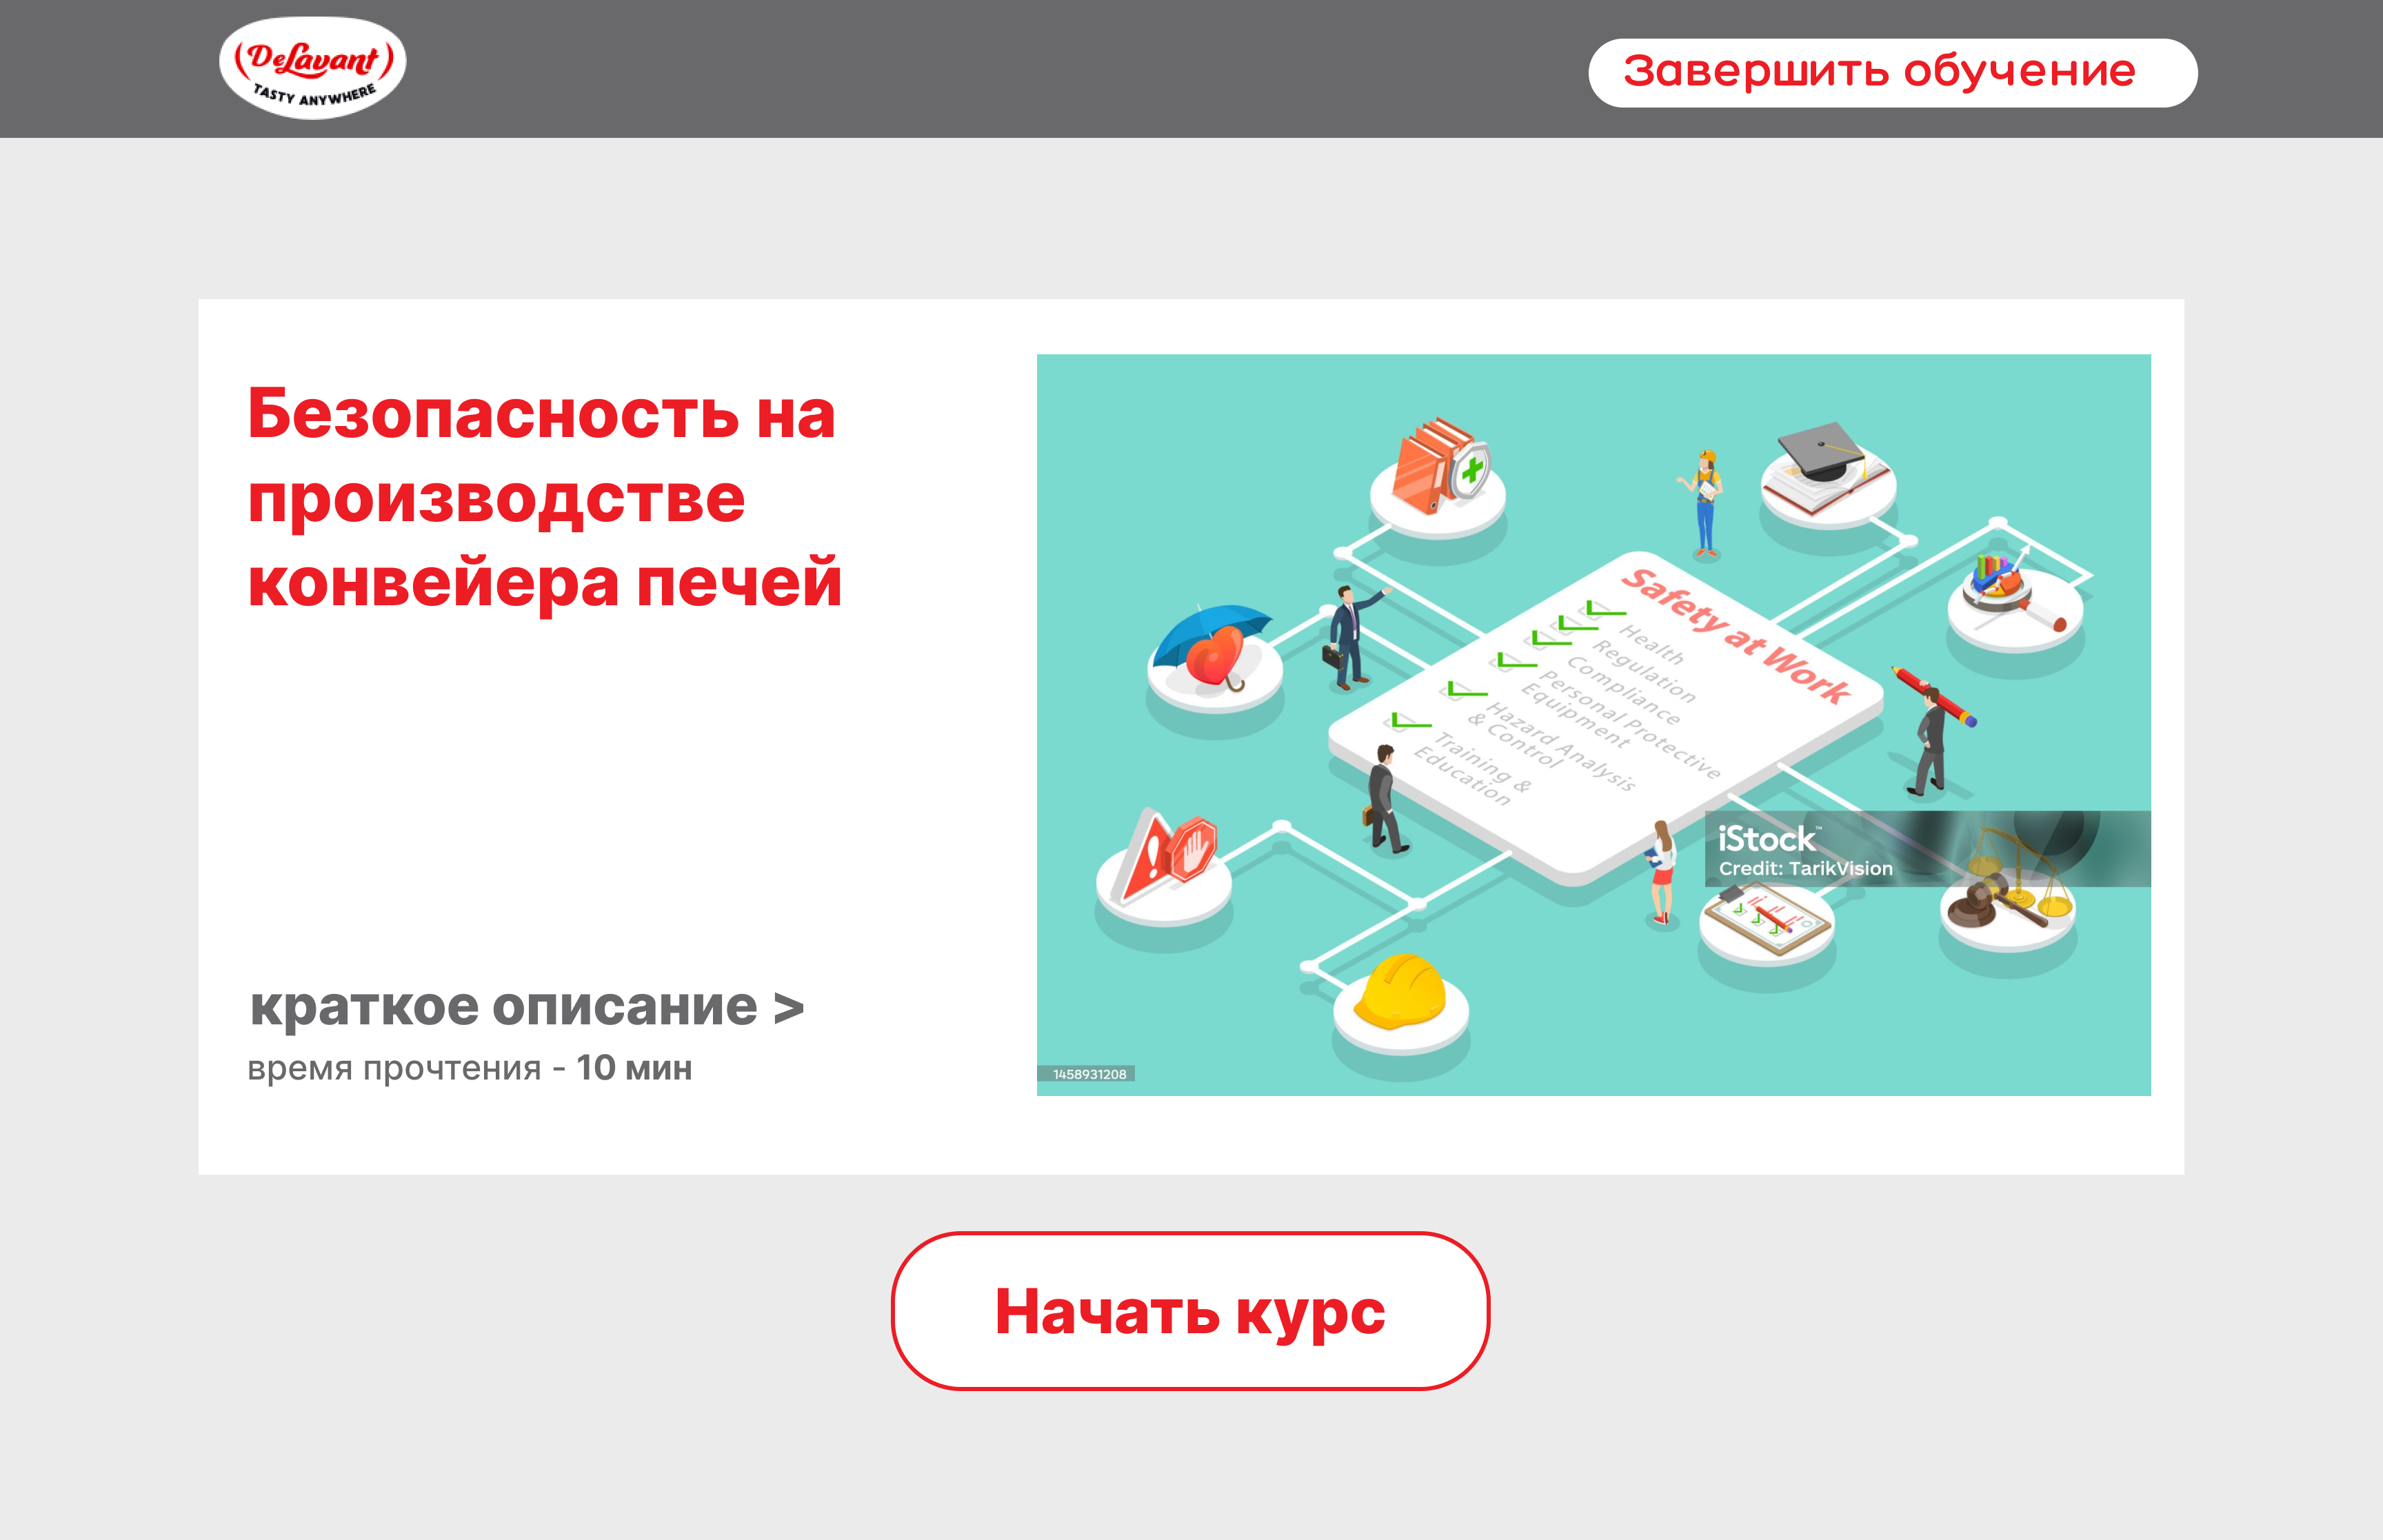 DeLavant
TASTY ANYWHERE
Завершить обучение
Безопасность на
производстве
конвейера печей
краткое описание >
время прочтения - 10 мин
Safety at Work
Health
Regulation
Compliance
Personal Protective
Equipment
Hazard Analysis
& Control
Training &
Education
iStock™
Credit: TarikVision
1458931208
Начать курс